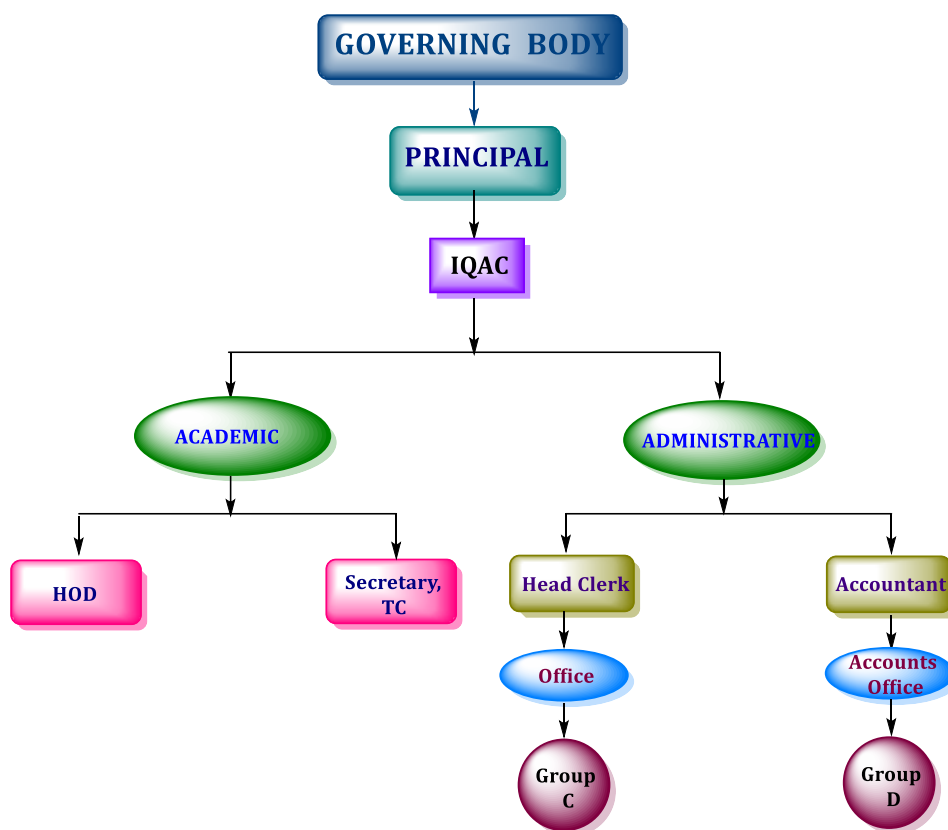 GOVERNING BODY
PRINCIPAL
IQAC
ACADEMIC
ADMINISTRATIVE
HOD
Secretary,
TC
Head Clerk
Accountant
Office
Accounts
Office
Group
C
Group
D